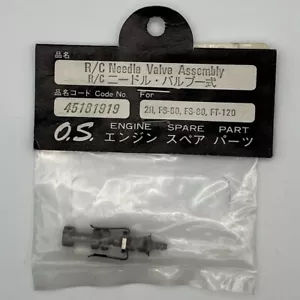 品名
R/C Needle Valve Assembly
R/C ニードル・バルブ一式
品名コード Code No. For
45181919
20, FS-60, FS-80, FT-120
O.S. ENGINE SPARE PART
エンジン スペア パーツ